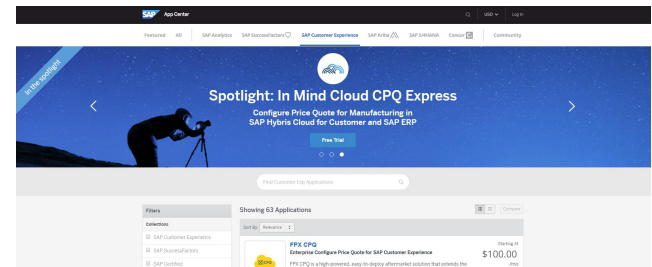 SAP App Center USD Log In
Featured All SAP Analytics SAP SuccessFactors SAP Customer Experience SAP Ariba SAP S/4HANA Concur Community
In the spotlight
Spotlight: In Mind Cloud CPQ Express
Configure Price Quote for Manufacturing in
SAP Hybris Cloud for Customer and SAP ERP
Free Trial
Find Customer Exp Applications
Filters
Collections
SAP Customer Experience
SAP SuccessFactors
SAP Certified
Showing 63 Applications
Compare
Sort By Relevance
CPQ
FPX CPQ
Enterprise Configure Price Quote for SAP Customer Experience
FPX CPQ is a high-powered, easy-to-deploy aftermarket solution that extends the
Starting At
$100.00
/mo